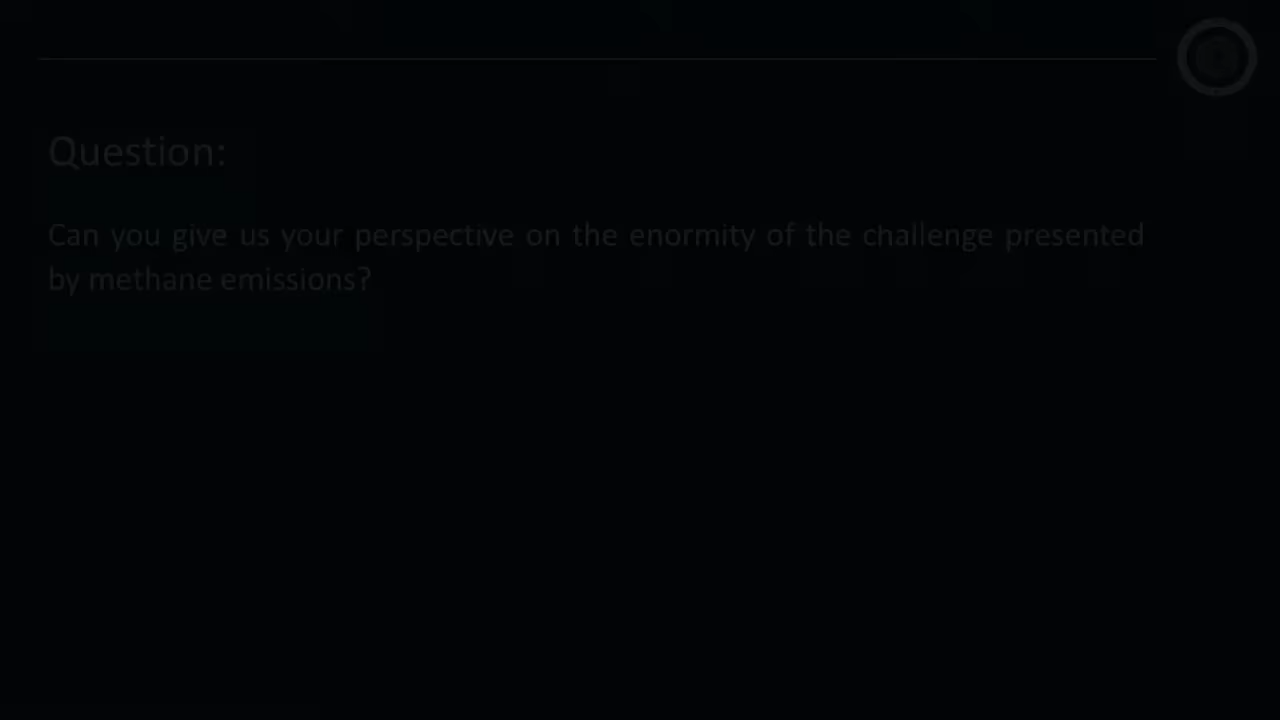 Question:
Can you give us your perspective on the enormity of the challenge presented
by methane emissions?